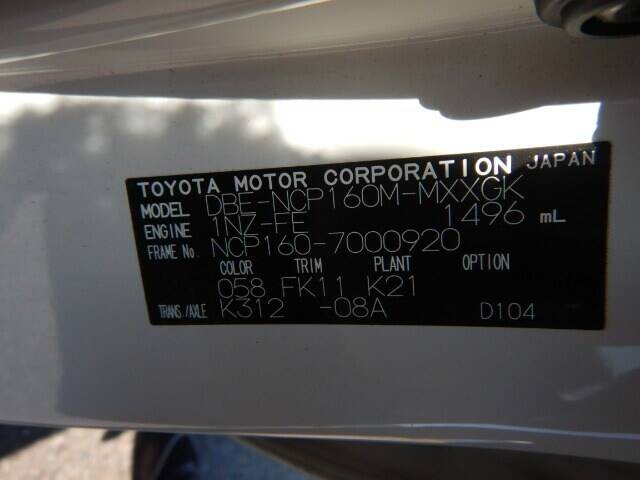 TOYOTA MOTOR CORPORATION JAPAN
MODEL DBE-NCP160M-MXXGK
ENGINE 1NZ-FE 1496 mL
FRAME No. NCP160-7000920
COLOR TRIM PLANT OPTION
058 FK11 K21
TRANS./AXLE K312 -08A D104